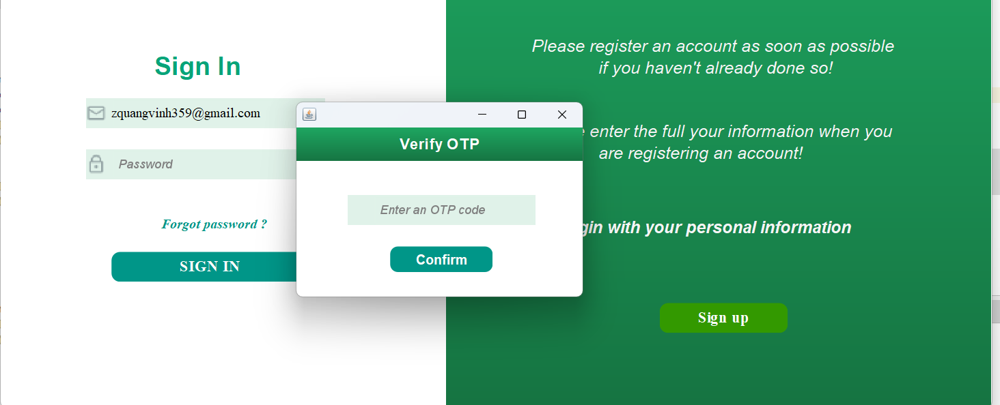 Sign In
zquangvinh359@gmail.com
Password
Forgot password ?
SIGN IN
Verify OTP
Enter an OTP code
Confirm
Please register an account as soon as possible
if you haven't already done so!
enter the full your information when you
are registering an account!
with your personal information
Sign up